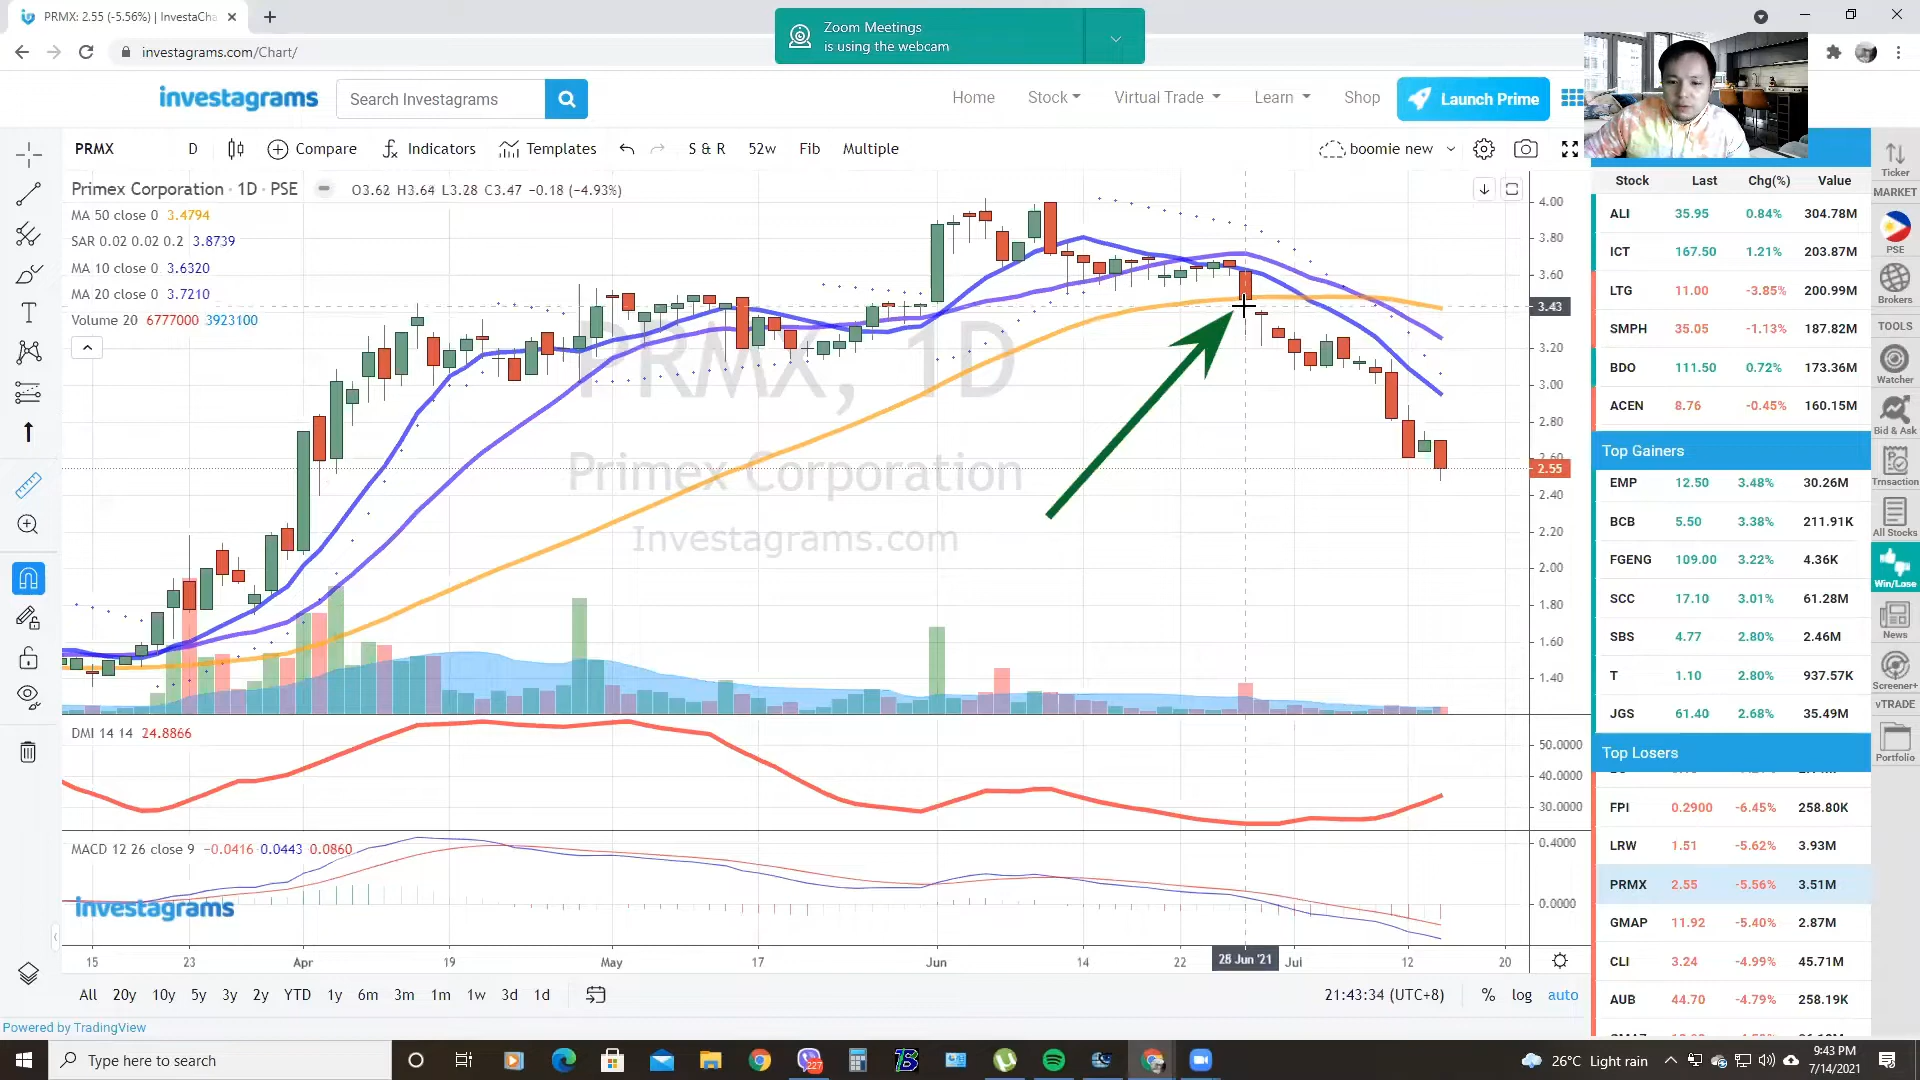 PRMX: 2.55 (-5.56%) | InvestaCha
Zoom Meetings
is using the webcam
investagrams.com/Chart/
investagrams
Search Investagrams
Home Stock Virtual Trade Learn Shop Launch Prime
PRMX D Compare Indicators Templates S & R 52w Fib Multiple boomie new
Primex Corporation · 1D · PSE O3.62 H3.64 L3.28 C3.47 −0.18 (−4.93%)
MA 50 close 0 3.4794
SAR 0.02 0.02 0.2 3.8739
MA 10 close 0 3.6320
MA 20 close 0 3.7210
Volume 20 6777000 3923100
PRMX, 1D
Primex Corporation
Investagrams.com
4.00
3.80
3.60
3.43
3.20
3.00
2.80
2.60
2.55
2.40
2.20
2.00
1.80
1.60
1.40
DMI 14 14 24.8866
50.0000
40.0000
30.0000
MACD 12 26 close 9 −0.0416 0.0443 0.0860
0.4000
0.0000
investagrams
15 23 Apr 19 May 17 Jun 14 22 28 Jun '21 Jul 12 20
All 20y 10y 5y 3y 2y YTD 1y 6m 3m 1m 1w 3d 1d
21:43:34 (UTC+8) % log auto
Powered by TradingView
Stock Last Chg(%) Value
ALI 35.95 0.84% 304.78M
ICT 167.50 1.21% 203.87M
LTG 11.00 -3.85% 200.99M
SMPH 35.05 -1.13% 187.82M
BDO 111.50 0.72% 173.36M
ACEN 8.76 -0.45% 160.15M
Top Gainers
EMP 12.50 3.48% 30.26M
BCB 5.50 3.38% 211.91K
FGENG 109.00 3.22% 4.36K
SCC 17.10 3.01% 61.28M
SBS 4.77 2.80% 2.46M
T 1.10 2.80% 937.57K
JGS 61.40 2.68% 35.49M
Top Losers
FPI 0.2900 -6.45% 258.80K
LRW 1.51 -5.62% 3.93M
PRMX 2.55 -5.56% 3.51M
GMAP 11.92 -5.40% 2.87M
CLI 3.24 -4.99% 45.71M
AUB 44.70 -4.79% 258.19K
Ticker
MARKET
PSE
Brokers
TOOLS
Watcher
Bid & Ask
Trnsaction
All Stocks
Win/Lose
News
Screener+
vTRADE
Portfolio
Type here to search
227
26°C Light rain
9:43 PM
7/14/2021